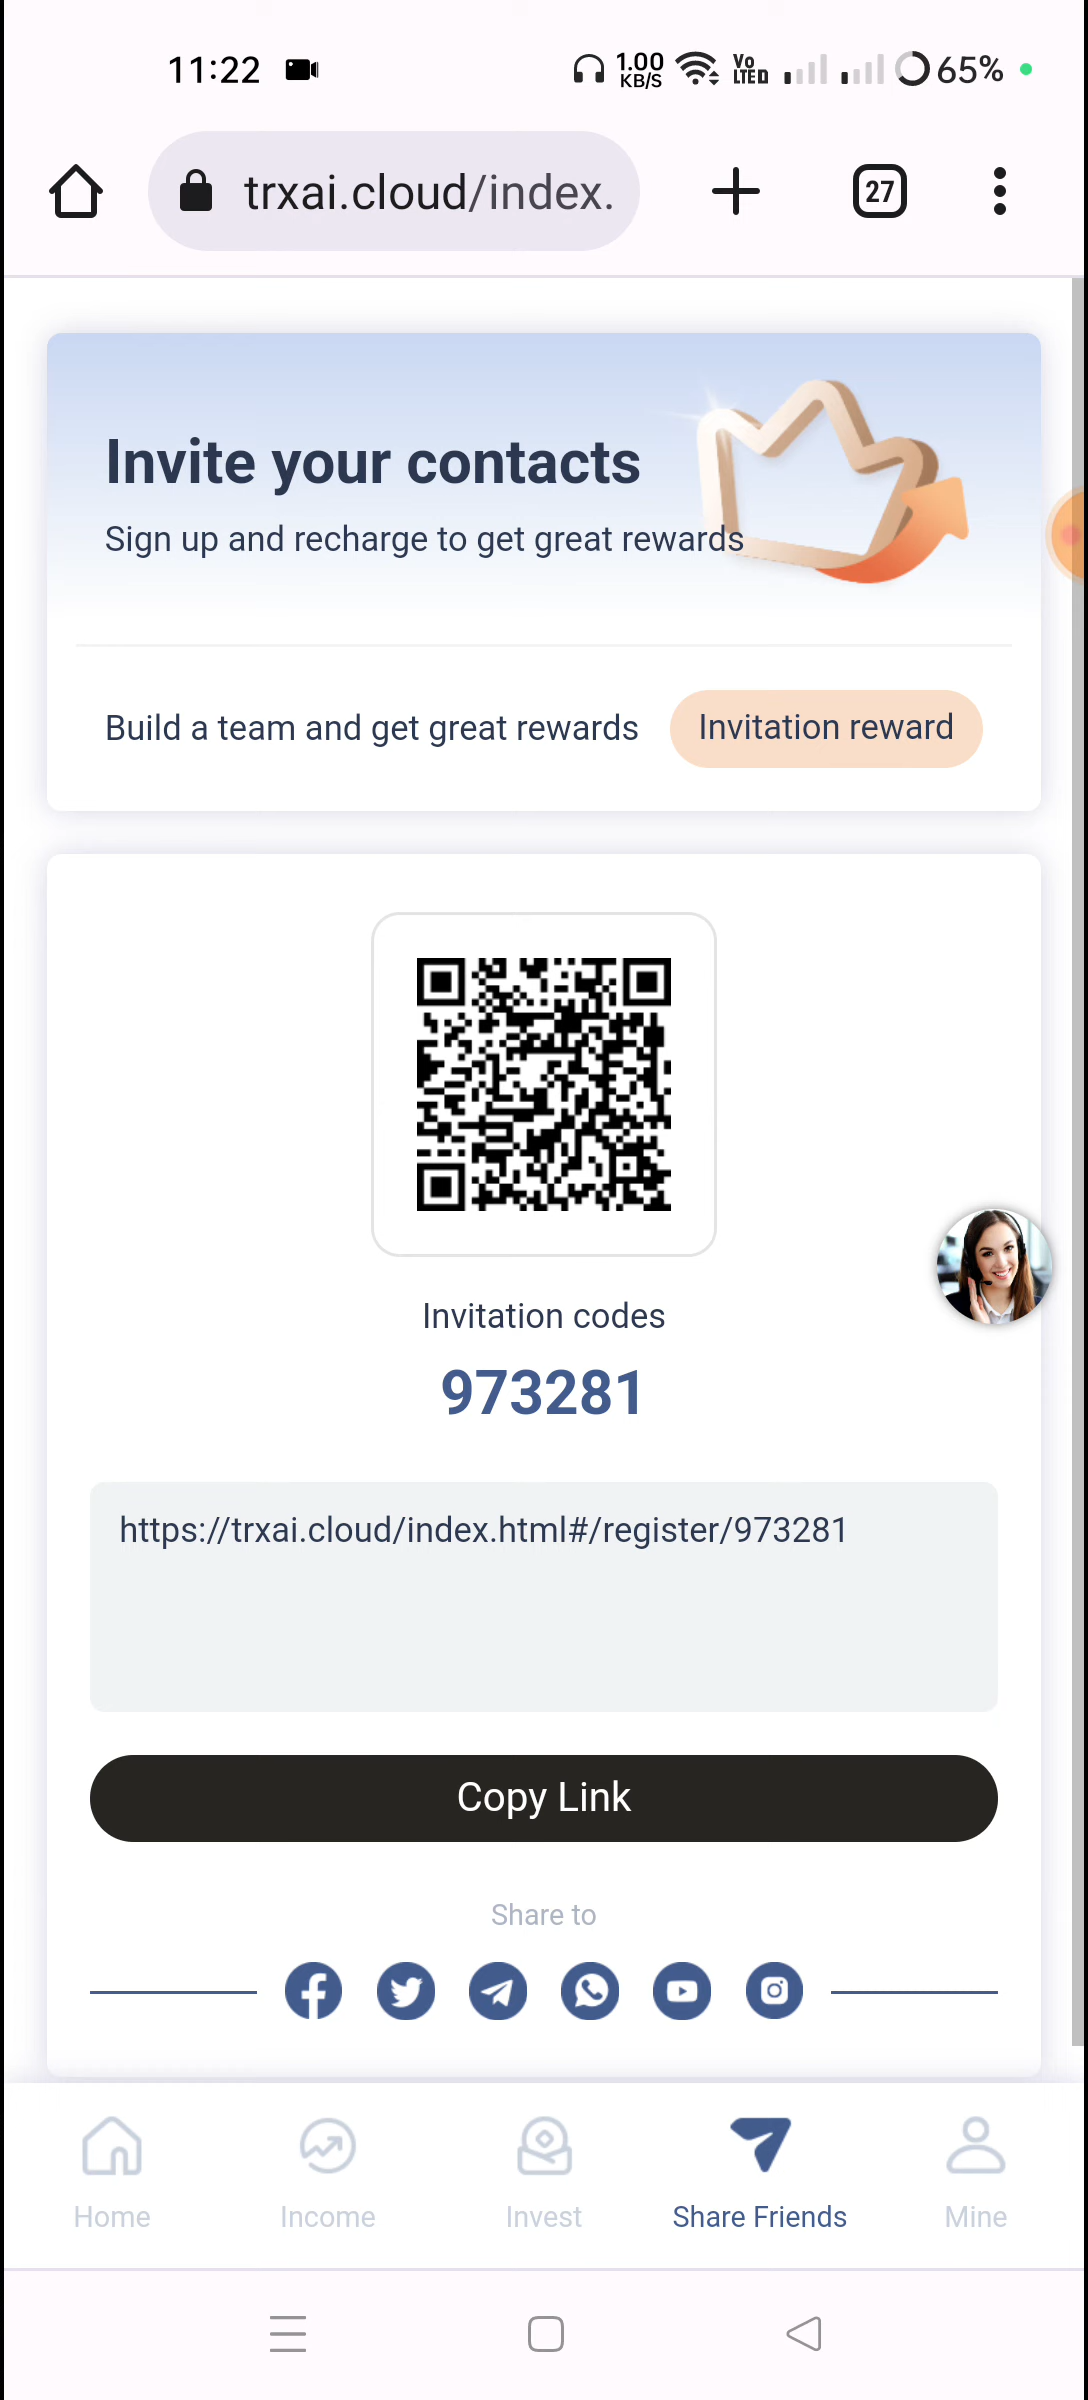 11:22
1.00
KB/S
Vo
LTED
65%
trxai.cloud/index.
27
Invite your contacts
Sign up and recharge to get great rewards
Build a team and get great rewards
Invitation reward
Invitation codes
973281
https://trxai.cloud/index.html#/register/973281
Copy Link
Share to
Home
Income
Invest
Share Friends
Mine